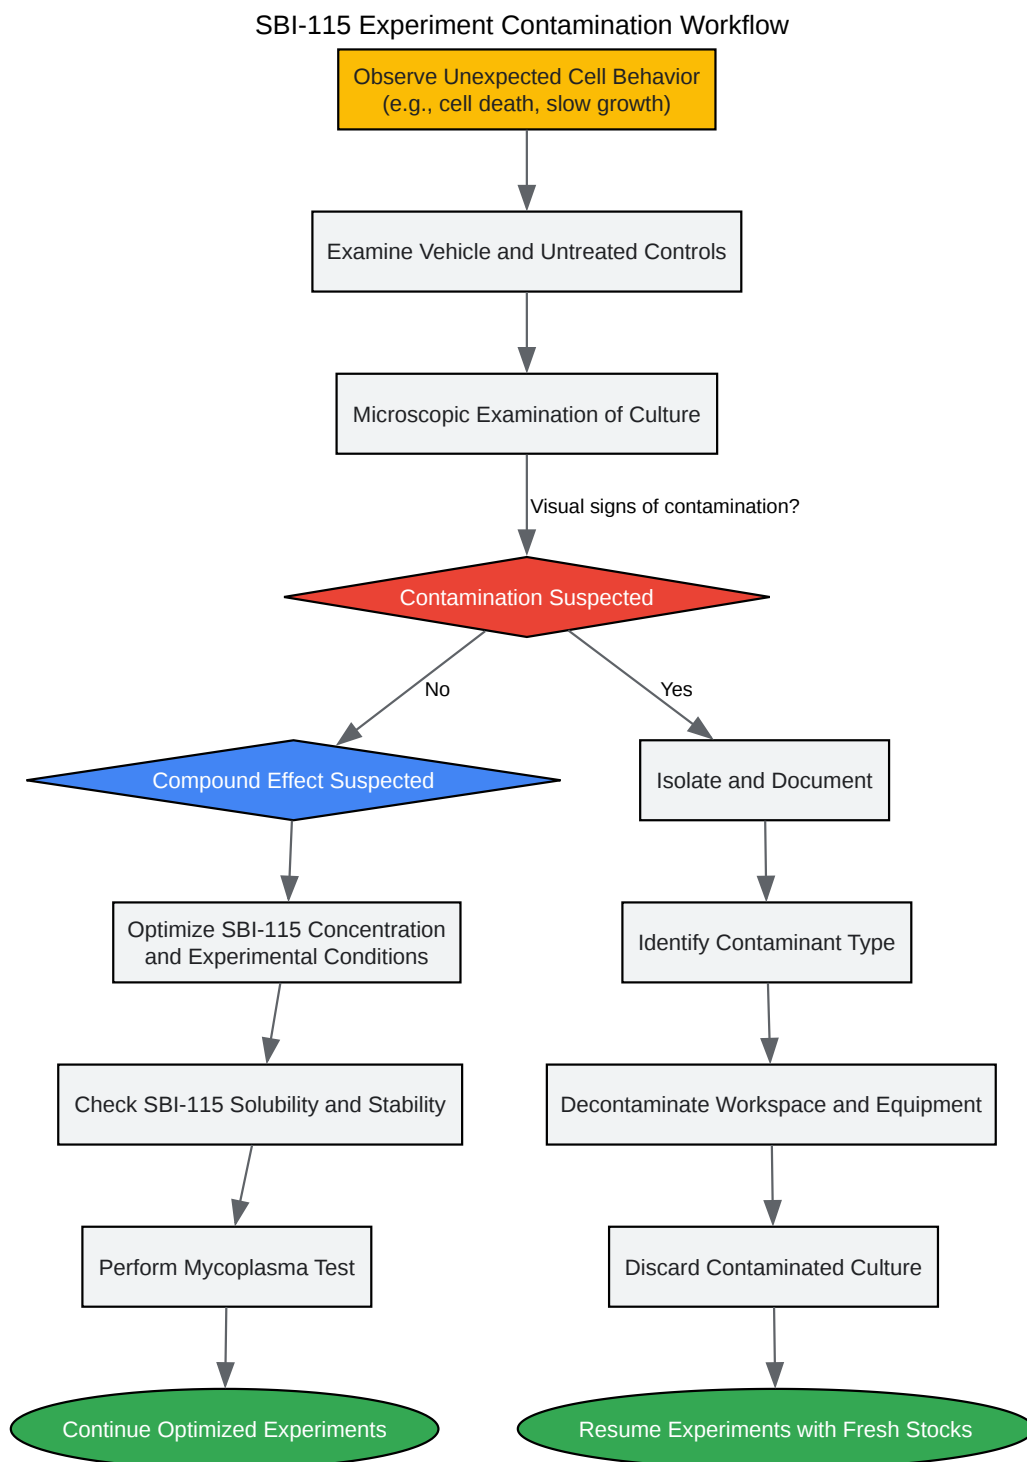 SBI-115 Experiment Contamination Workflow
Observe Unexpected Cell Behavior
(e.g., cell death, slow growth)
Examine Vehicle and Untreated Controls
Microscopic Examination of Culture
Visual signs of contamination?
Contamination Suspected
No
Yes
Compound Effect Suspected
Isolate and Document
Optimize SBI-115 Concentration
and Experimental Conditions
Identify Contaminant Type
Check SBI-115 Solubility and Stability
Decontaminate Workspace and Equipment
Perform Mycoplasma Test
Discard Contaminated Culture
Continue Optimized Experiments
Resume Experiments with Fresh Stocks